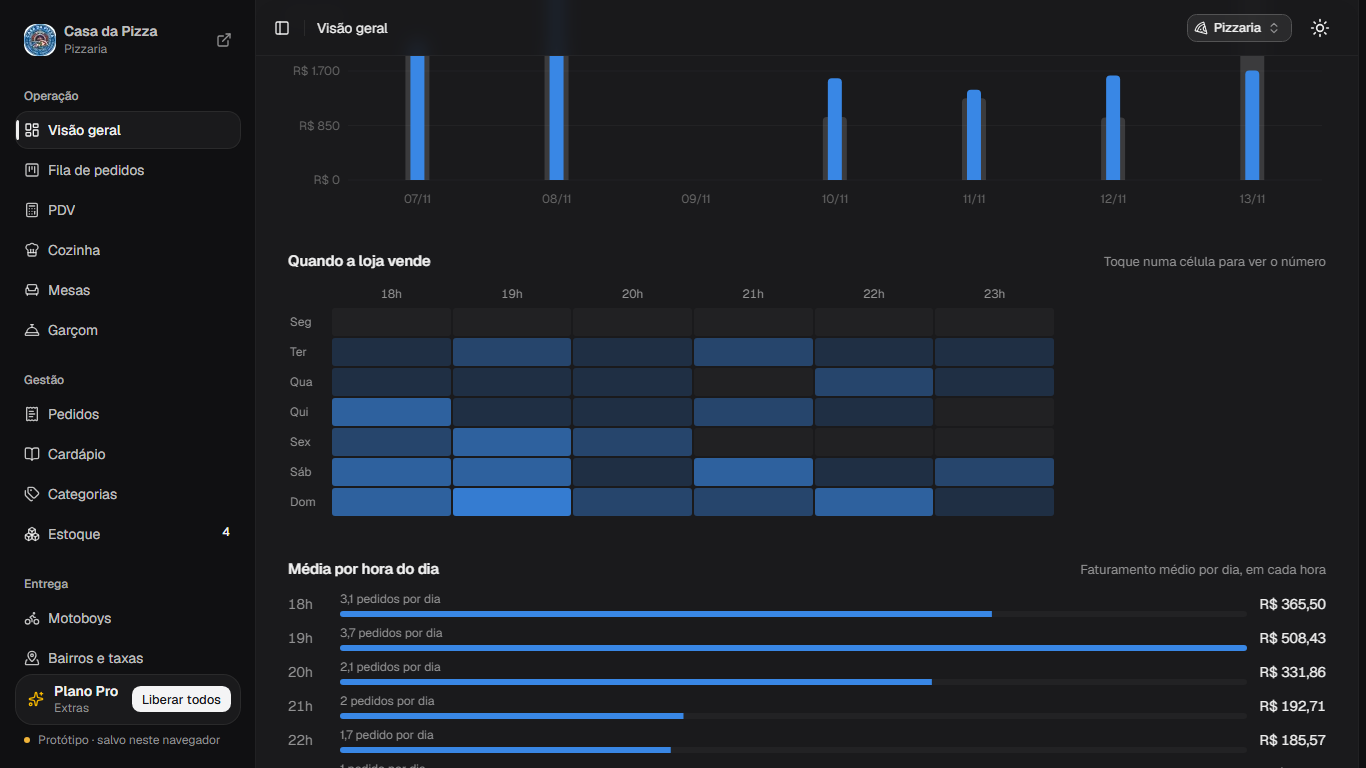 Casa da Pizza
Pizzaria
Operação
Visão geral
Fila de pedidos
PDV
Cozinha
Mesas
Garçom
Gestão
Pedidos
Cardápio
Categorias
Estoque 4
Entrega
Motoboys
Bairros e taxas
Plano Pro
Extras
Liberar todos
Protótipo · salvo neste navegador
Visão geral
Pizzaria
R$ 1.700
R$ 850
R$ 0
07/11 08/11 09/11 10/11 11/11 12/11 13/11
Quando a loja vende
Toque numa célula para ver o número
18h 19h 20h 21h 22h 23h
Seg
Ter
Qua
Qui
Sex
Sáb
Dom
Média por hora do dia
Faturamento médio por dia, em cada hora
18h 3,1 pedidos por dia R$ 365,50
19h 3,7 pedidos por dia R$ 508,43
20h 2,1 pedidos por dia R$ 331,86
21h 2 pedidos por dia R$ 192,71
22h 1,7 pedido por dia R$ 185,57
1 pedido por dia